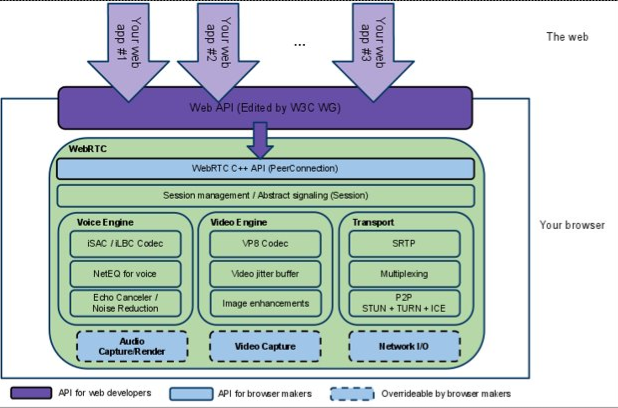 Your web
app #1
Your web
app #2
...
Your web
app #3
The web
Web API (Edited by W3C WG)
WebRTC
WebRTC C++ API (PeerConnection)
Session management / Abstract signaling (Session)
Your browser
Voice Engine
iSAC / iLBC Codec
NetEQ for voice
Echo Canceler /
Noise Reduction
Video Engine
VP8 Codec
Video jitter buffer
Image enhancements
Transport
SRTP
Multiplexing
P2P
STUN + TURN + ICE
Audio
Capture/Render
Video Capture
Network I/O
API for web developers
API for browser makers
Overrideable by browser makers